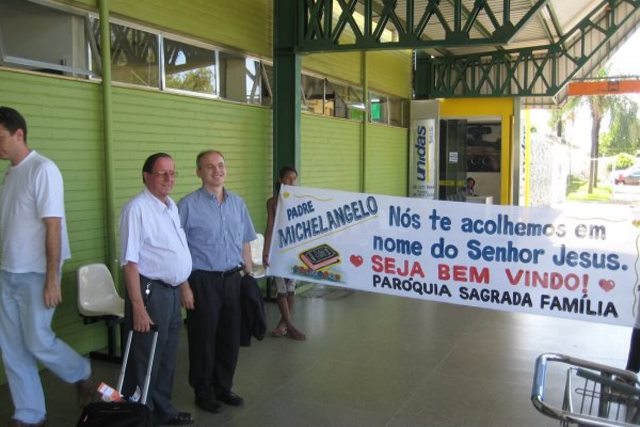 unidas
PADRE
MICHELANGELO
Nós te acolhemos em
nome do Senhor Jesus.
SEJA BEM VINDO!
PARÓQUIA SAGRADA FAMÍLIA